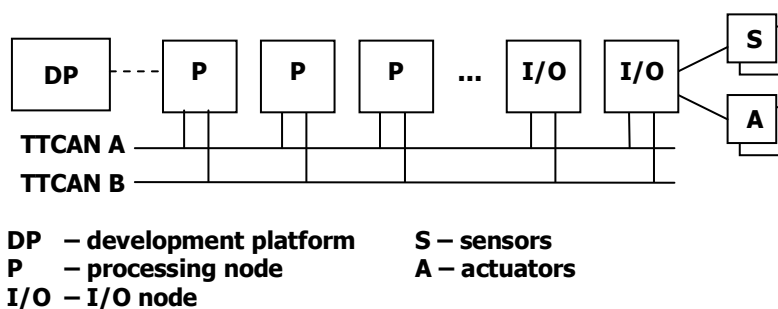 S
DP P P P ... I/O I/O
A
TTCAN A
TTCAN B
DP – development platform S – sensors
P – processing node A – actuators
I/O – I/O node